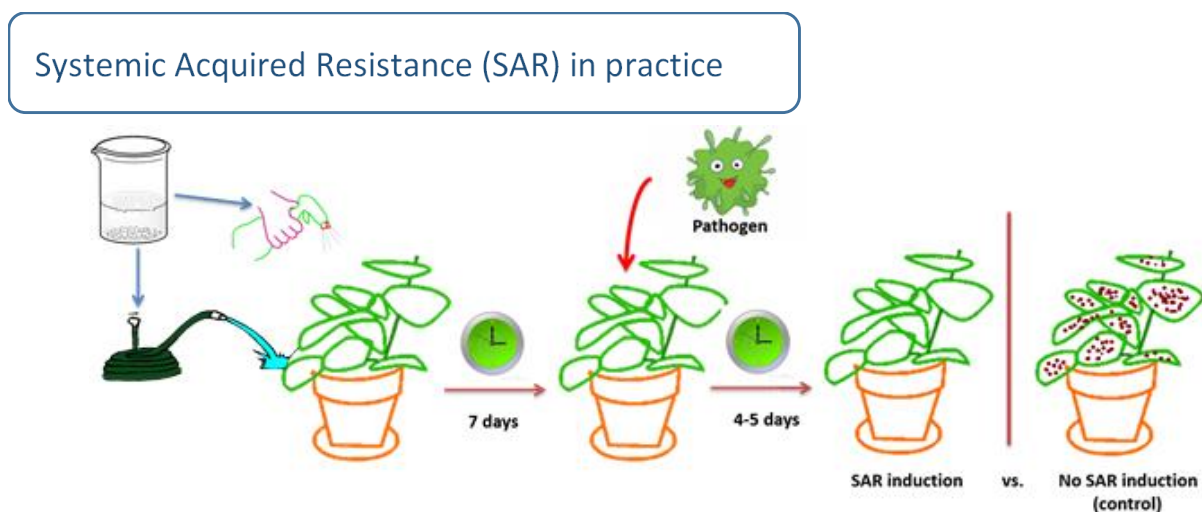 Systemic Acquired Resistance (SAR) in practice
Pathogen
7 days
4-5 days
SAR induction
vs.
No SAR induction
(control)